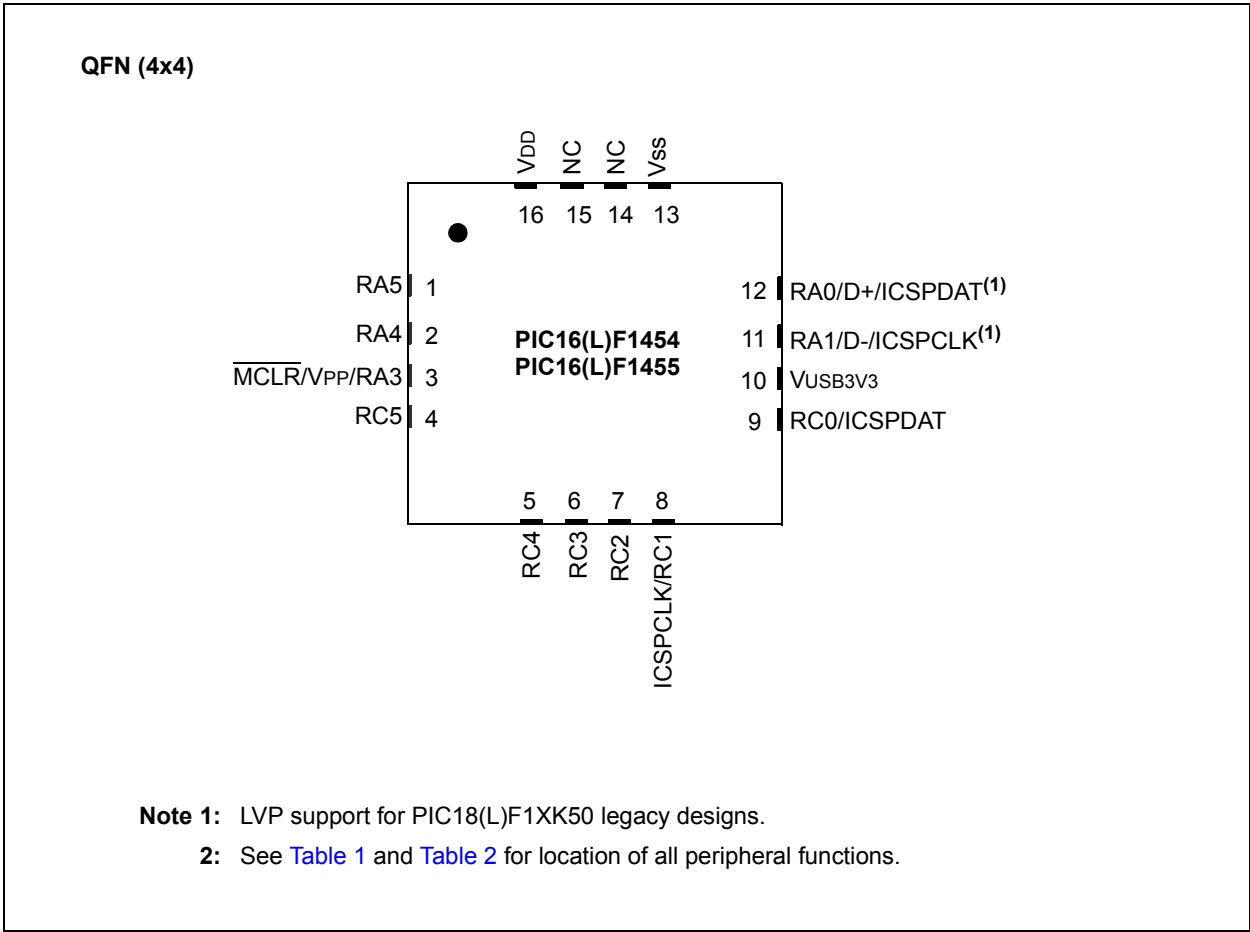 QFN (4x4)
VDD
NC
NC
Vss
16 15 14 13
RA5 1
RA4 2
MCLR/VPP/RA3 3
RC5 4
PIC16(L)F1454
PIC16(L)F1455
12 RA0/D+/ICSPDAT(1)
11 RA1/D-/ICSPCLK(1)
10 VUSB3V3
9 RC0/ICSPDAT
5 6 7 8
RC4
RC3
RC2
ICSPCLK/RC1
Note 1: LVP support for PIC18(L)F1XK50 legacy designs.
2: See Table 1 and Table 2 for location of all peripheral functions.